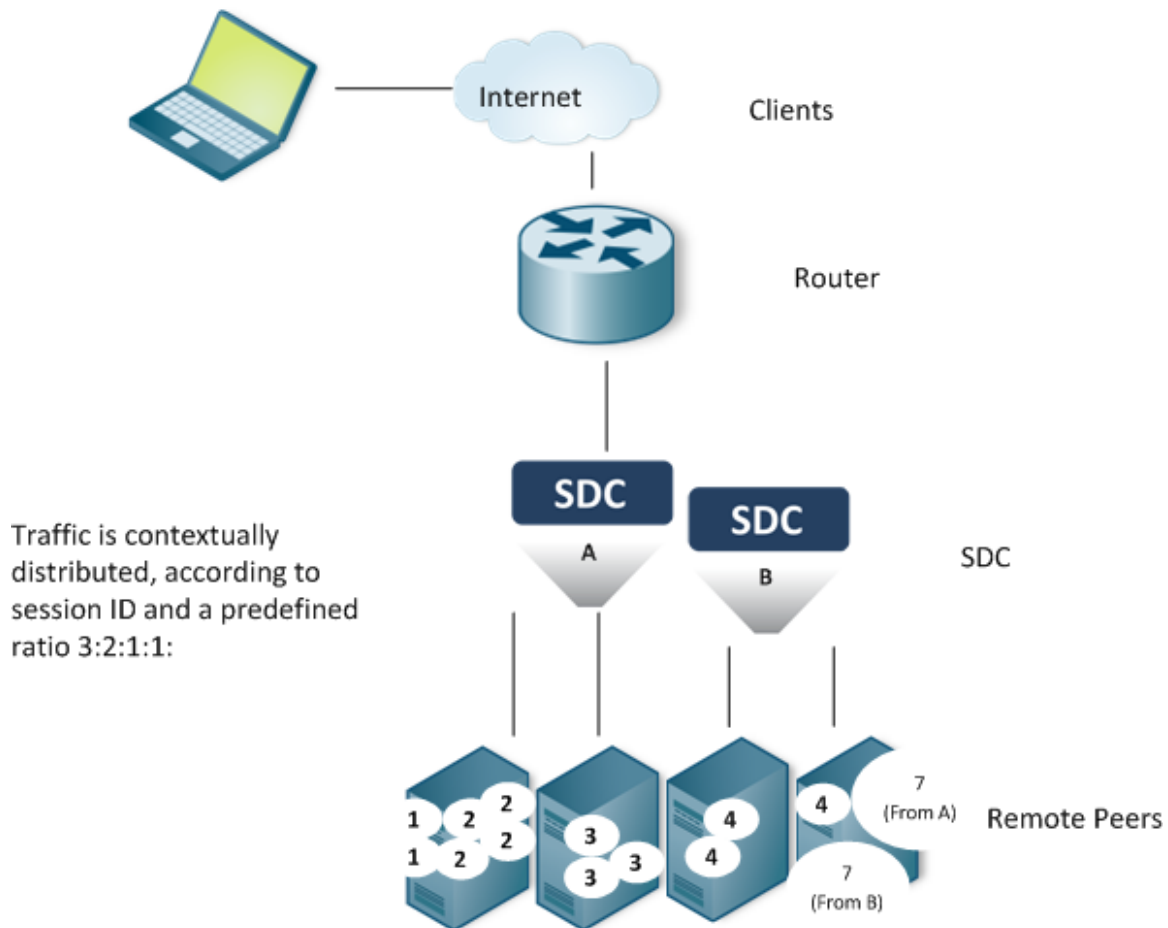 Internet
Clients
Router
SDC
A
SDC
B
SDC
Traffic is contextually
distributed, according to
session ID and a predefined
ratio 3:2:1:1:
1
2
2
2
1
2
3
3
3
4
4
4
7
(From A)
7
(From B)
Remote Peers